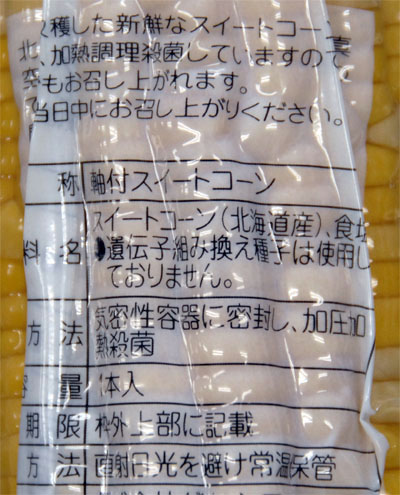 穫した新鮮なスイートコーン
北、加熱調理殺菌していますので
もお召し上がれます。
当日中にお召し上がりください。
称 軸付スイートコーン
料 名 スイートコーン(北海道産)、食塩
●遺伝子組み換え種子は使用し
ておりません。
方 法 気密性容器に密封し、加圧加
熱殺菌
容 量 1本入
期 限 枠外上部に記載
方 法 直射日光を避け常温保管